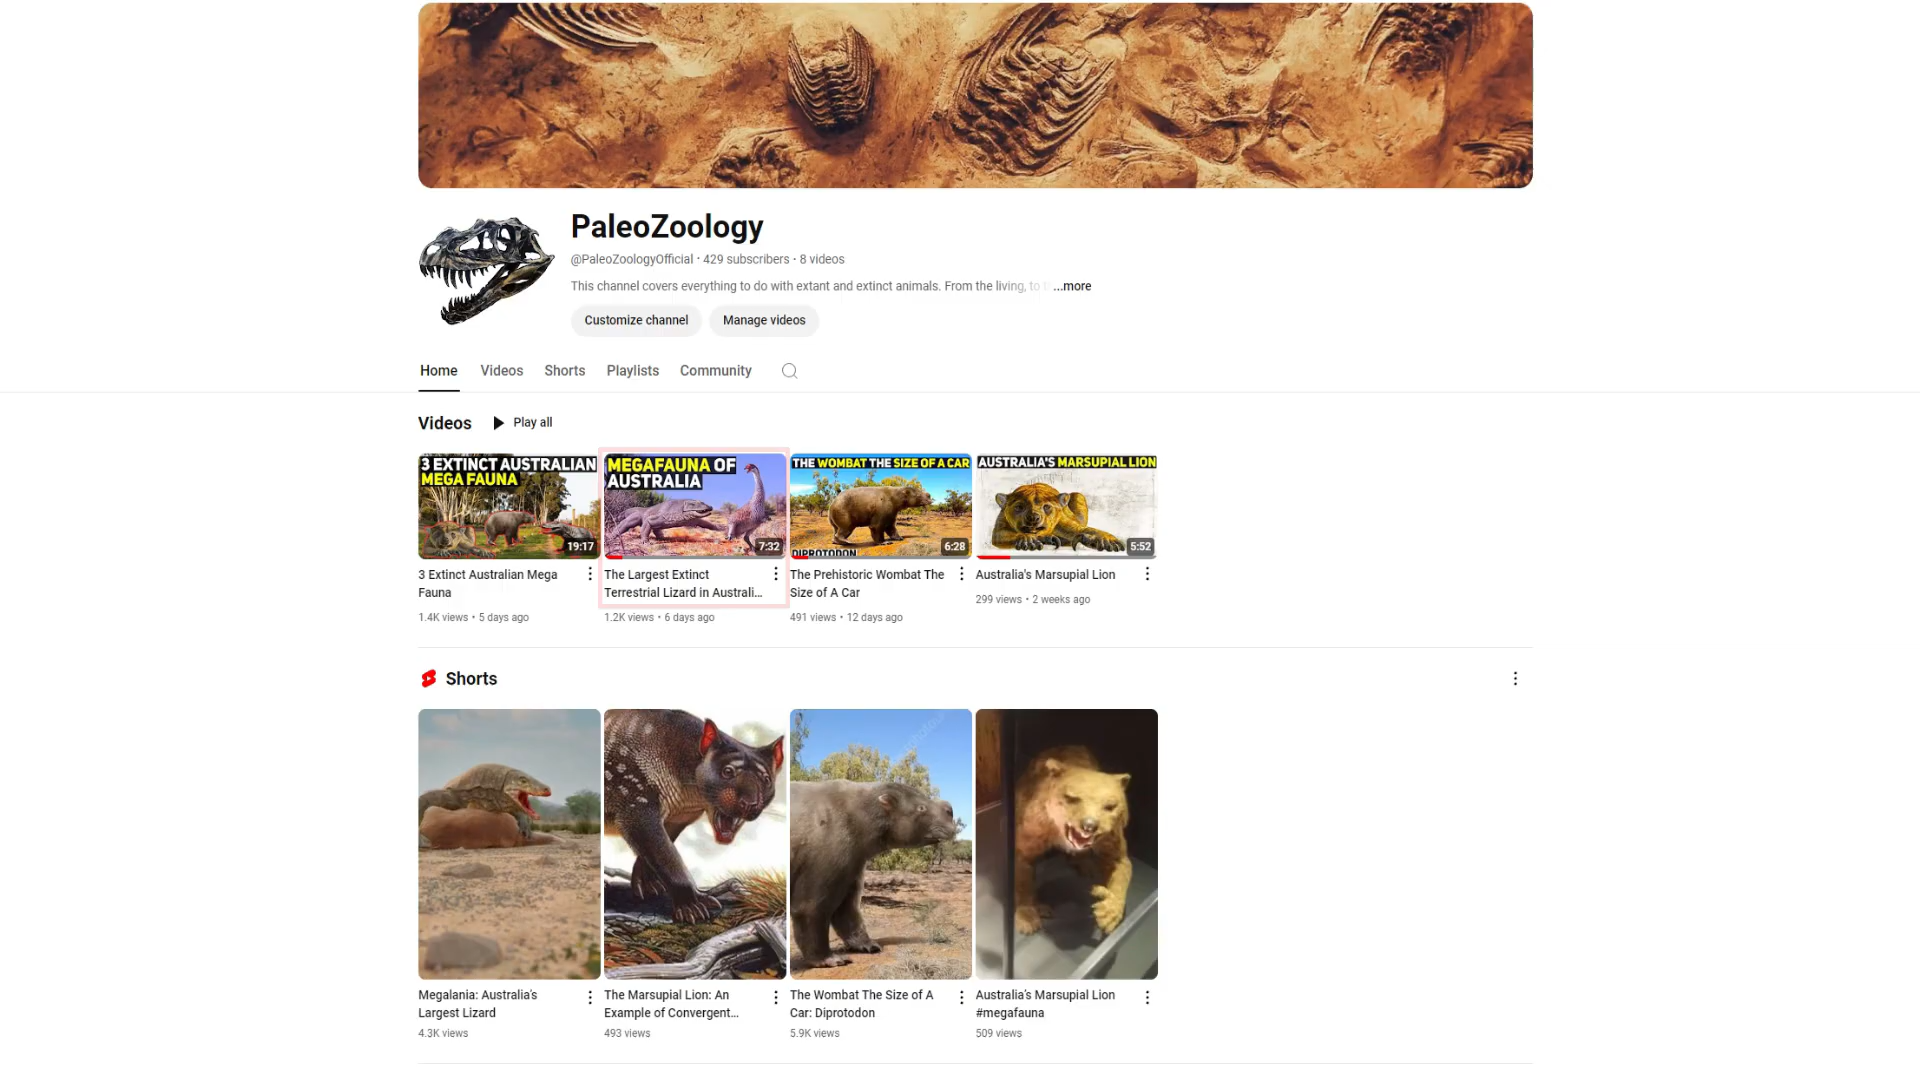 PaleoZoology
@PaleoZoologyOfficial · 429 subscribers · 8 videos
This channel covers everything to do with extant and extinct animals. From the living, to ...more
Customize channel Manage videos
Home Videos Shorts Playlists Community
Videos Play all
3 EXTINCT AUSTRALIAN
MEGA FAUNA
19:17
3 Extinct Australian Mega
Fauna
1.4K views • 5 days ago
MEGAFAUNA OF
AUSTRALIA
7:32
The Largest Extinct
Terrestrial Lizard in Australi...
1.2K views • 6 days ago
THE WOMBAT THE SIZE OF A CAR
DIPROTODON
6:28
The Prehistoric Wombat The
Size of A Car
491 views • 12 days ago
AUSTRALIA'S MARSUPIAL LION
5:52
Australia's Marsupial Lion
299 views • 2 weeks ago
Shorts
Megalania: Australia's
Largest Lizard
4.3K views
The Marsupial Lion: An
Example of Convergent...
493 views
The Wombat The Size of A
Car: Diprotodon
5.9K views
Australia's Marsupial Lion
#megafauna
509 views